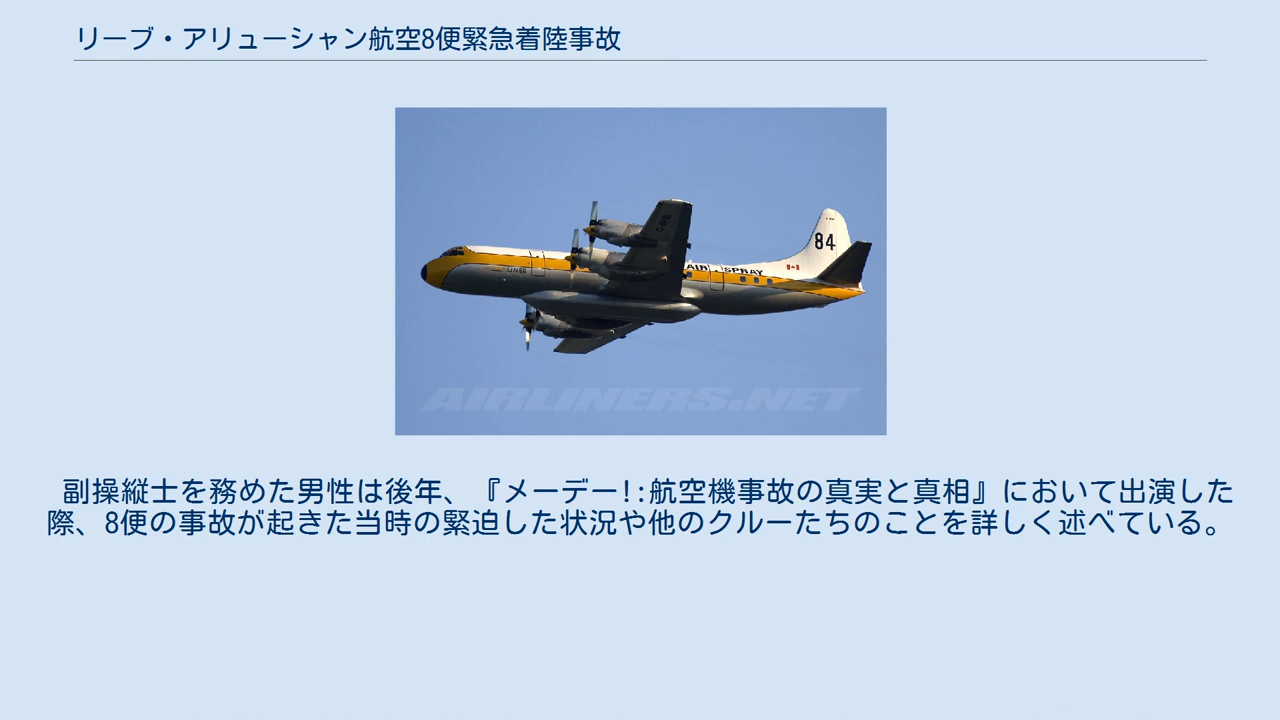 リーブ・アリューシャン航空8便緊急着陸事故
84
AIR SPRAY
AIRLINERS.NET
副操縦士を務めた男性は後年、『メーデー!:航空機事故の真実と真相』において出演した
際、8便の事故が起きた当時の緊迫した状況や他のクルーたちのことを詳しく述べている。